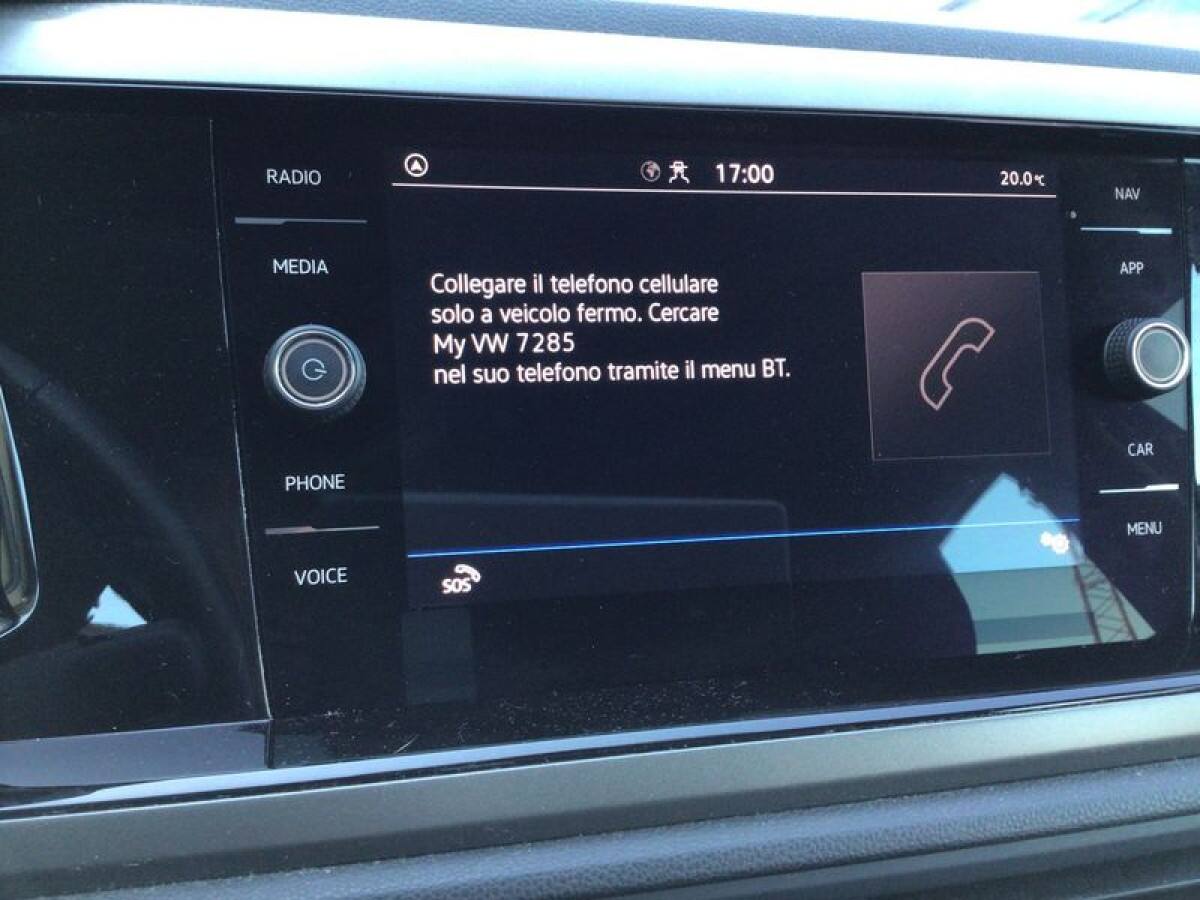 RADIO
MEDIA
PHONE
VOICE
17:00
20.0°C
Collegare il telefono cellulare
solo a veicolo fermo. Cercare
My VW 7285
nel suo telefono tramite il menu BT.
SOS
NAV
APP
CAR
MENU